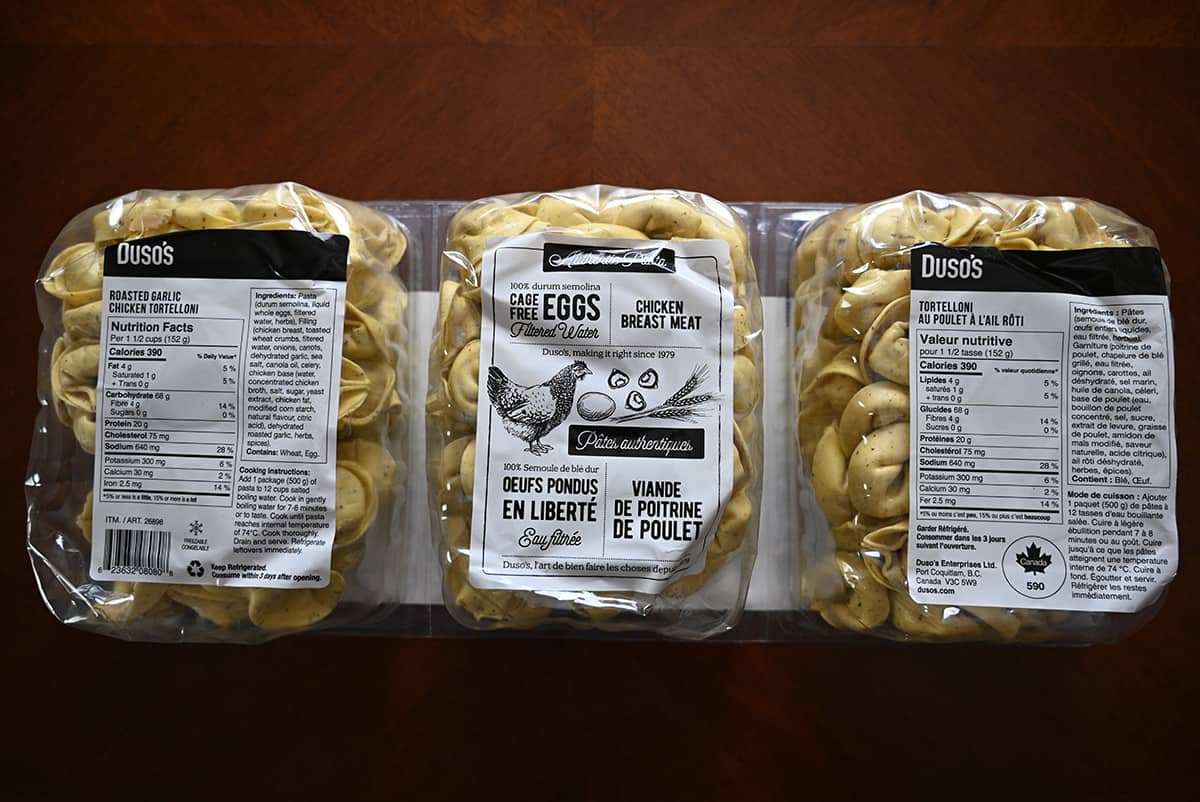 DUSO'S
ROASTED GARLIC
CHICKEN TORTELLONI
Nutrition Facts
Per 1 1/2 cups (152 g)
Calories 390
% Daily Value*
Fat 4 g 5 %
Saturated 1 g
+ Trans 0 g 5 %
Carbohydrate 68 g
Fibre 4 g 14 %
Sugars 0 g 0 %
Protein 20 g
Cholesterol 75 mg
Sodium 640 mg 28 %
Potassium 300 mg 6 %
Calcium 30 mg 2 %
Iron 2.5 mg 14 %
*5% or less is a little, 15% or more is a lot
ITM. / ART. 26898
FREEZABLE
CONGELABLE
6 23632 08080 8
Keep Refrigerated.
Consume within 3 days after opening.
Ingredients: Pasta
(durum semolina, liquid
whole eggs, filtered
water, herbs), Filling
(chicken breast, toasted
wheat crumbs, filtered
water, onions, carrots,
dehydrated garlic, sea
salt, canola oil, celery,
chicken base (water,
concentrated chicken
broth, salt, sugar, yeast
extract, chicken fat,
modified corn starch,
natural flavour, citric
acid), dehydrated
roasted garlic, herbs,
spices).
Contains: Wheat, Egg.
Cooking Instructions:
Add 1 package (500 g) of
pasta to 12 cups salted
boiling water. Cook in gently
boiling water for 7-8 minutes
or to taste. Cook until pasta
reaches internal temperature
of 74°C. Cook thoroughly.
Drain and serve. Refrigerate
leftovers immediately.
Authentic Pasta
100% durum semolina
CAGE
FREE EGGS
Filtered Water
CHICKEN
BREAST MEAT
Duso's, making it right since 1979
Pâtes authentiques
100% Semoule de blé dur
OEUFS PONDUS
EN LIBERTÉ
Eau filtrée
VIANDE
DE POITRINE
DE POULET
Duso's, l'art de bien faire les choses depu
DUSO'S
TORTELLONI
AU POULET À L'AIL RÔTI
Valeur nutritive
pour 1 1/2 tasse (152 g)
Calories 390
% valeur quotidienne*
Lipides 4 g 5 %
saturés 1 g
+ trans 0 g 5 %
Glucides 68 g
Fibres 4 g 14 %
Sucres 0 g 0 %
Protéines 20 g
Cholestérol 75 mg
Sodium 640 mg 28 %
Potassium 300 mg 6 %
Calcium 30 mg 2 %
Fer 2.5 mg 14 %
*5% ou moins c'est peu, 15% ou plus c'est beaucoup
Garder Réfrigéré.
Consommer dans les 3 jours
suivant l'ouverture.
Duso's Enterprises Ltd.
Port Coquitlam, B.C.
Canada V3C 5W9
dusos.com
Canada
590
Ingrédients : Pâtes
(semoule de blé dur,
œufs entiers liquides,
eau filtrée, herbes),
Garniture (poitrine de
poulet, chapelure de blé
grillé, eau filtrée,
oignons, carottes, ail
déshydraté, sel marin,
huile de canola, céleri,
base de poulet (eau,
bouillon de poulet
concentré, sel, sucre,
extrait de levure, graisse
de poulet, amidon de
maïs modifié, saveur
naturelle, acide citrique),
ail rôti déshydraté,
herbes, épices).
Contient : Blé, Œuf.
Mode de cuisson : Ajouter
1 paquet (500 g) de pâtes à
12 tasses d'eau bouillante
salée. Cuire à légère
ébullition pendant 7 à 8
minutes ou au goût. Cuire
jusqu'à ce que les pâtes
atteignent une température
interne de 74 °C. Cuire à
fond. Égoutter et servir.
Réfrigérer les restes
immédiatement.